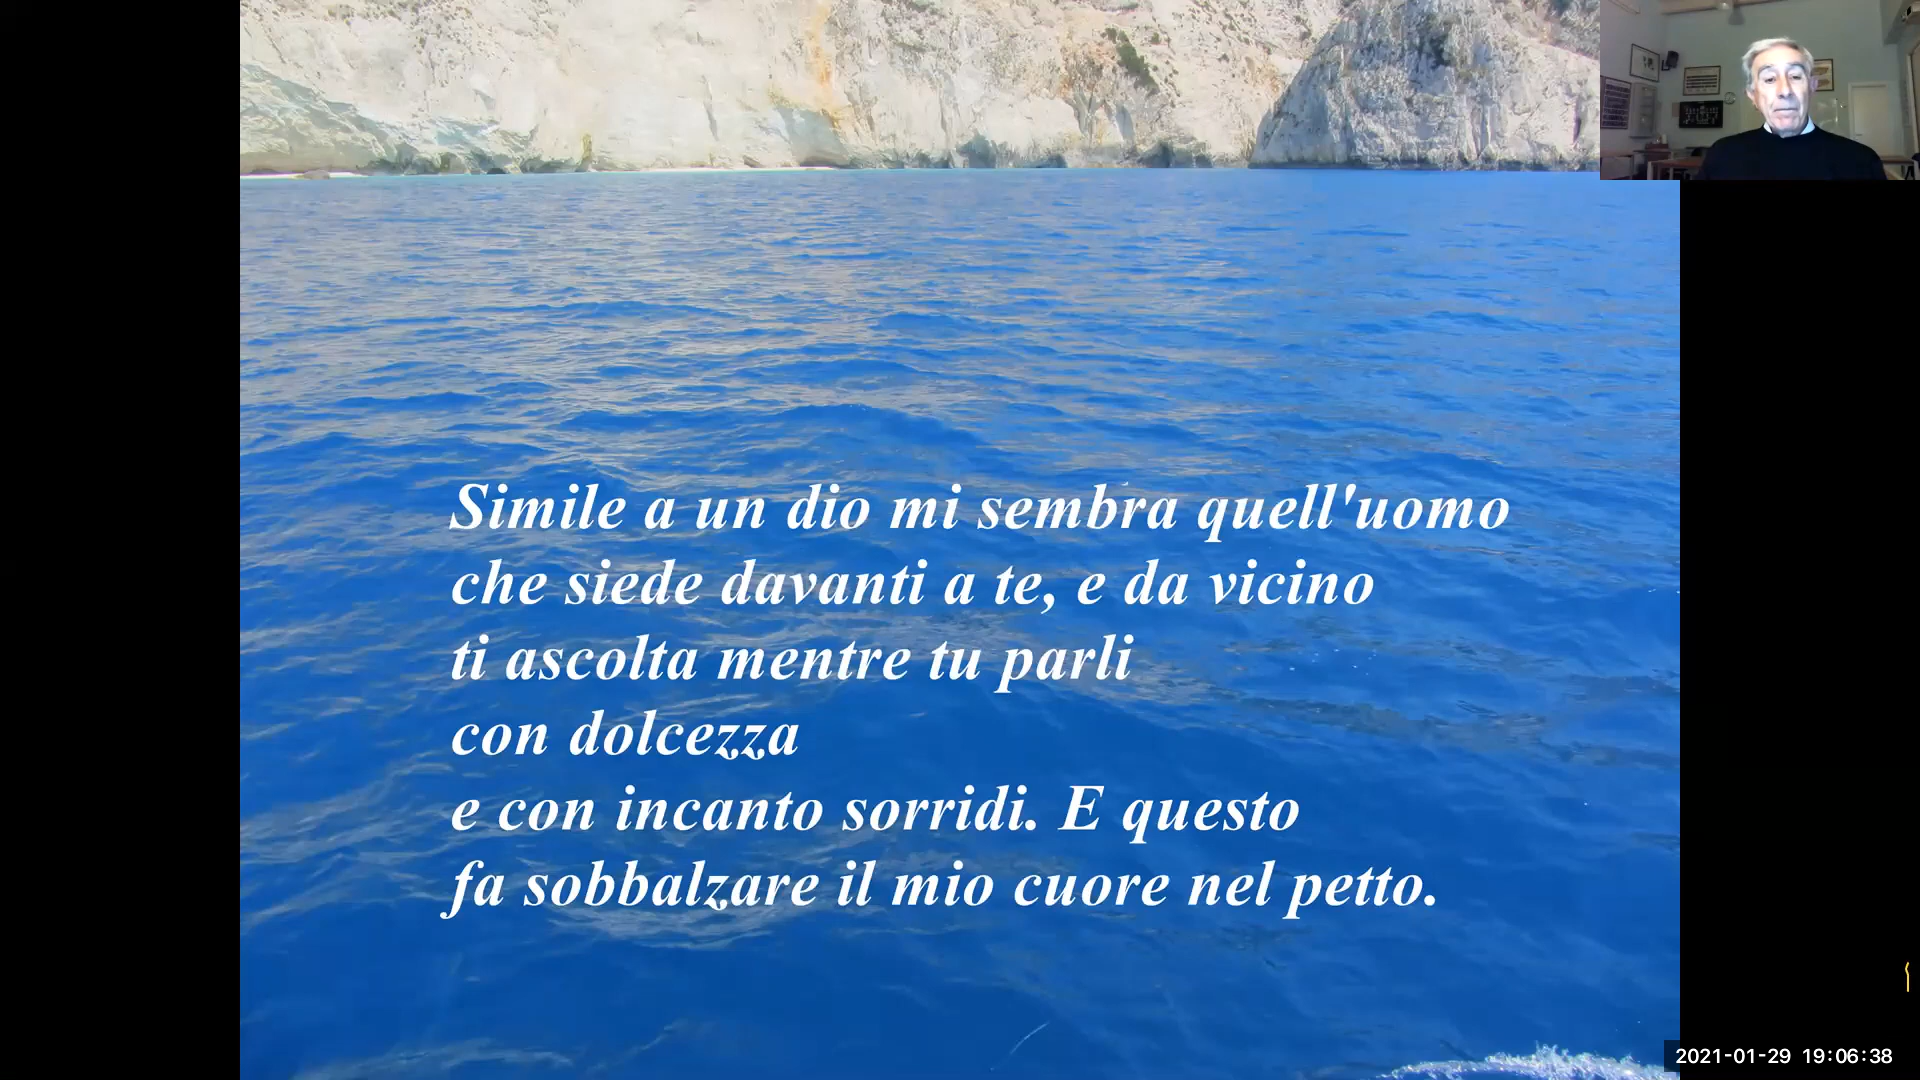 Simile a un dio mi sembra quell'uomo
che siede davanti a te, e da vicino
ti ascolta mentre tu parli
con dolcezza
e con incanto sorridi. E questo
fa sobbalzare il mio cuore nel petto.
2021-01-29 19:06:38